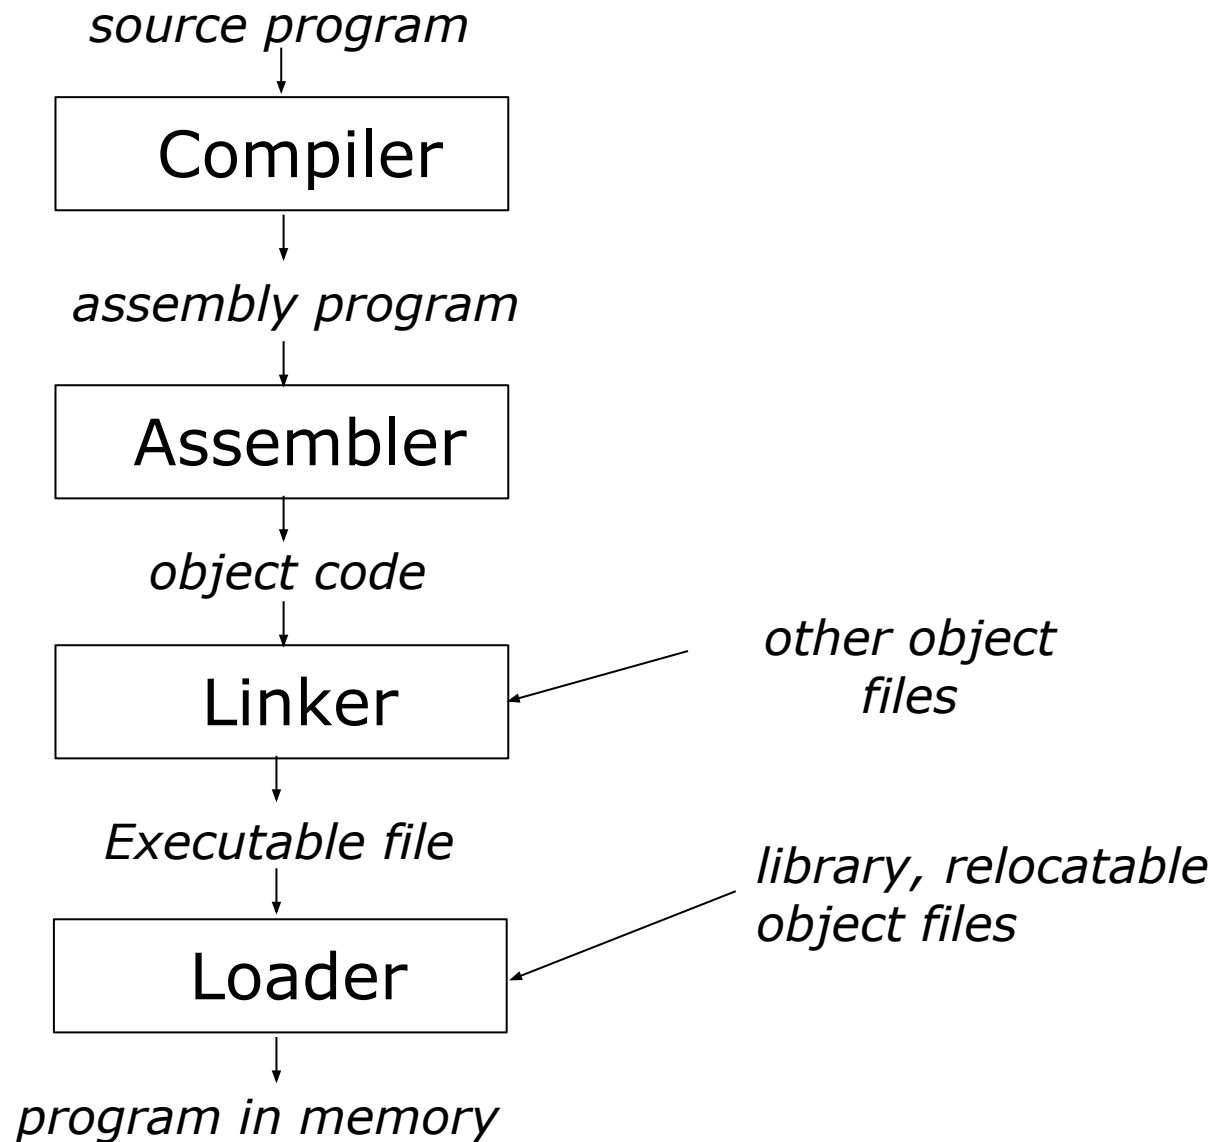 source program
Compiler
assembly program
Assembler
object code
Linker
other object
files
Executable file
library, relocatable
object files
Loader
program in memory